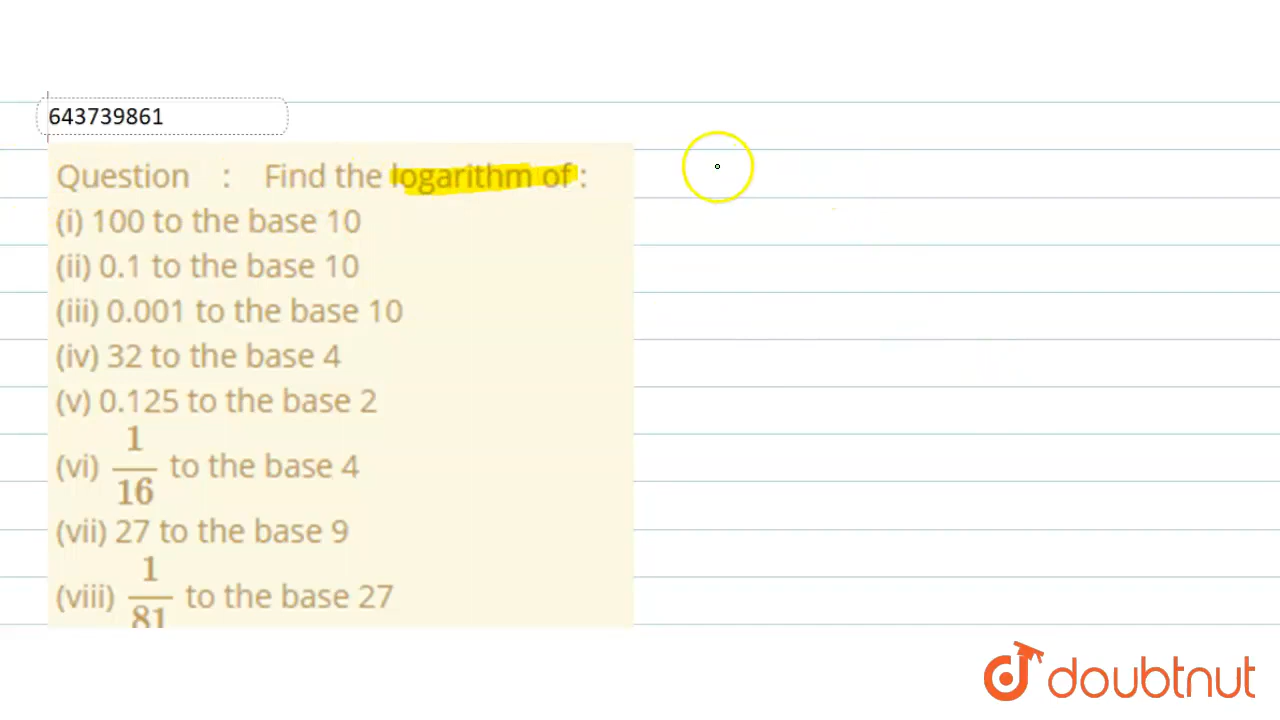 643739861
Question : Find the logarithm of :
(i) 100 to the base 10
(ii) 0.1 to the base 10
(iii) 0.001 to the base 10
(iv) 32 to the base 4
(v) 0.125 to the base 2
(vi) 1/16 to the base 4
(vii) 27 to the base 9
(viii) 1/81 to the base 27
doubtnut